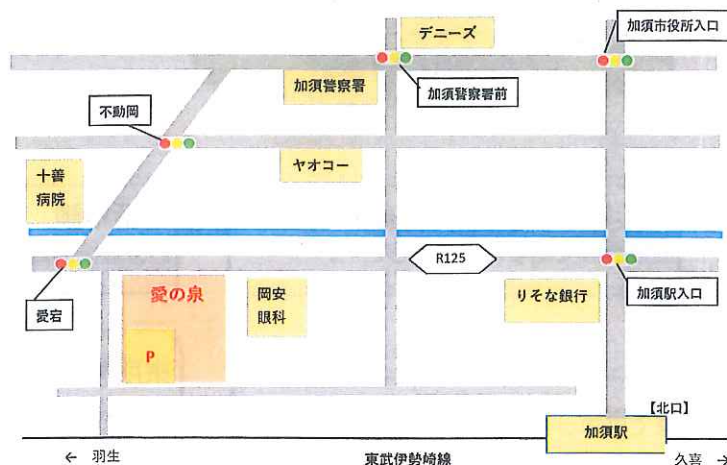 デニーズ
加須市役所入口
加須警察署
加須警察署前
不動岡
ヤオコー
十善
病院
R125
愛の泉
岡安
眼科
りそな銀行
加須駅入口
愛宕
P
【北口】
加須駅
← 羽生
東武伊勢崎線
久喜 →